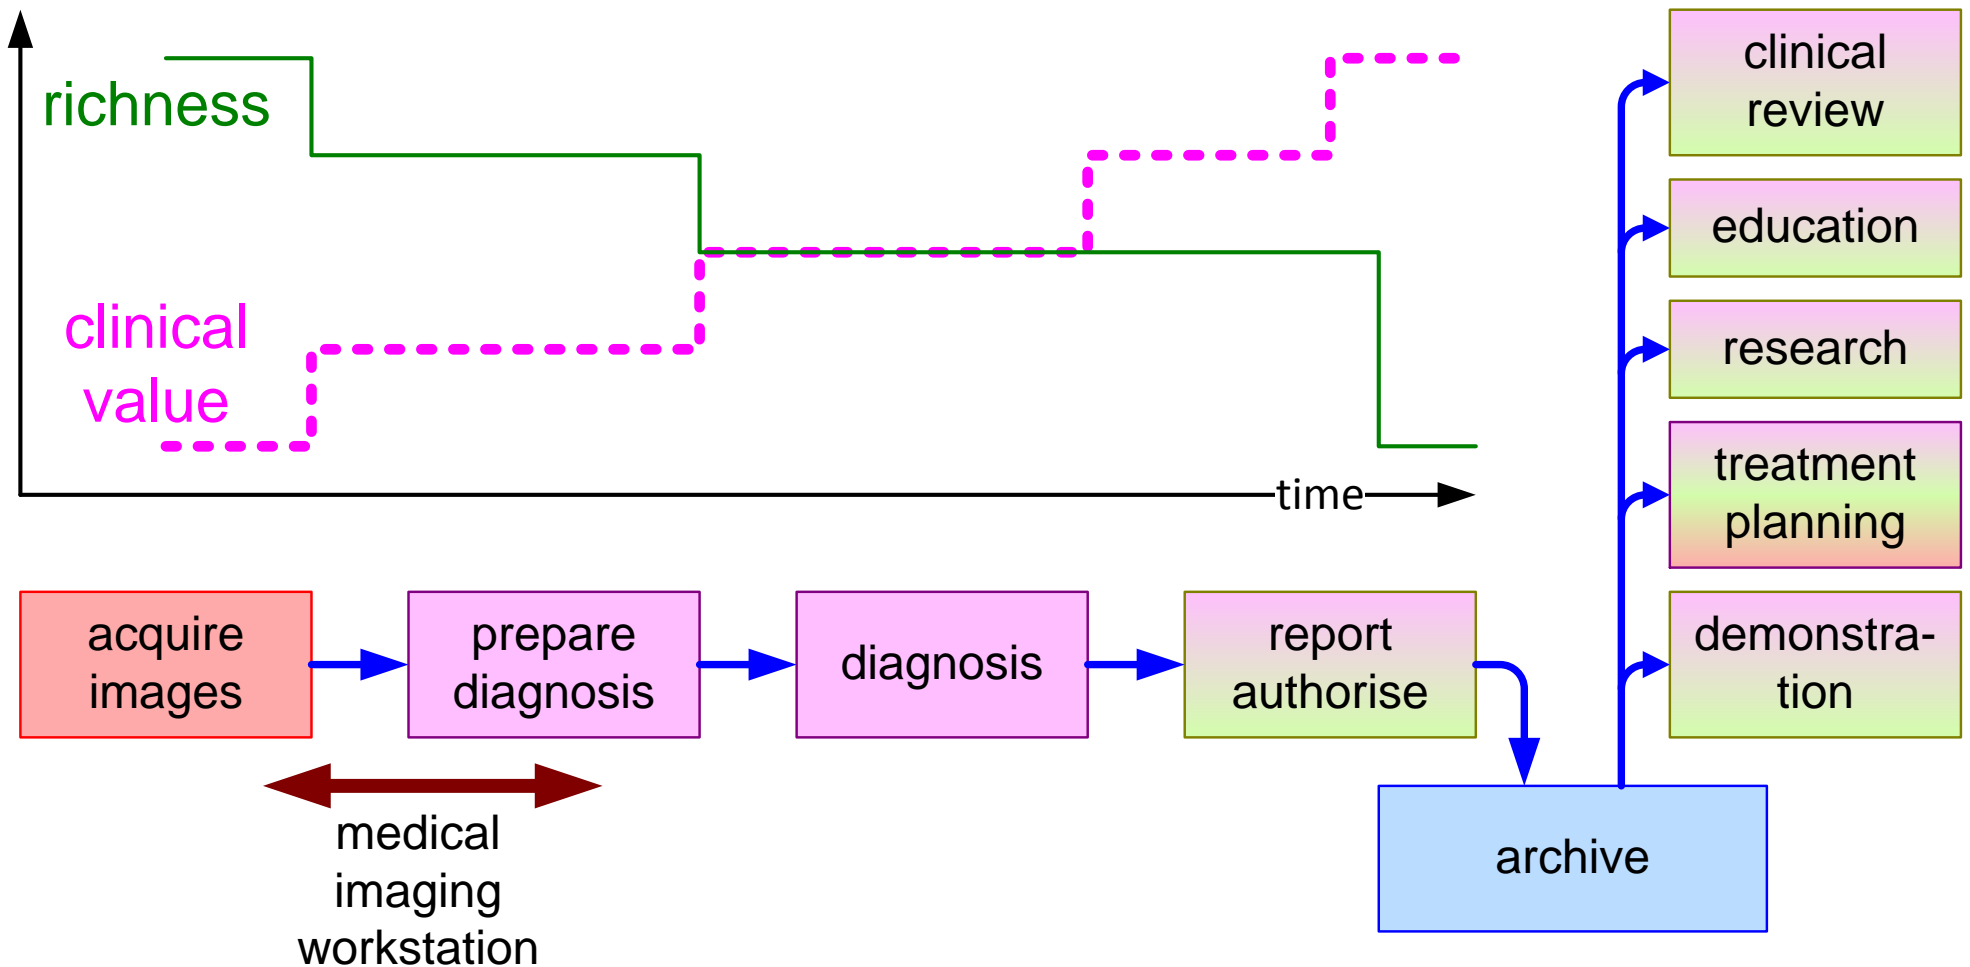 richness
clinical
value
time
acquire
images
prepare
diagnosis
diagnosis
report
authorise
medical
imaging
workstation
archive
clinical
review
education
research
treatment
planning
demonstra-
tion